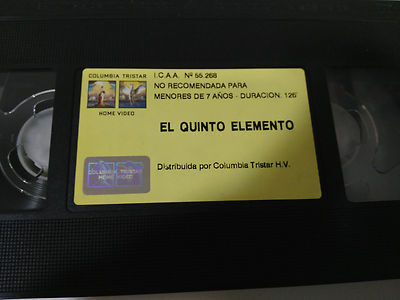 COLUMBIA TRISTAR
HOME VIDEO
I.C.A.A. Nº 55.268
NO RECOMENDADA PARA
MENORES DE 7 AÑOS - DURACION: 126'
EL QUINTO ELEMENTO
Distribuida por Columbia Tristar H.V.
COLUMBIA TRISTAR
HOME VIDEO